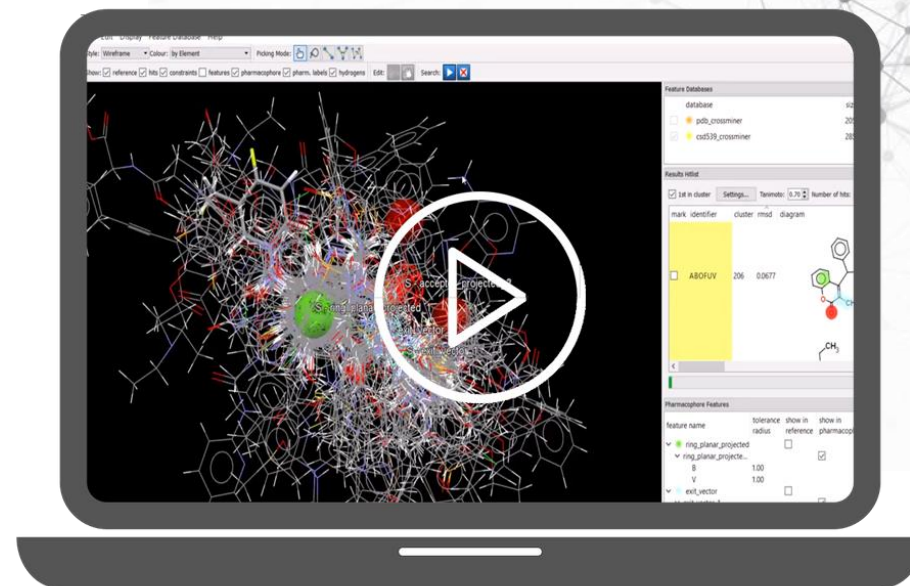 Edit Display Feature Database Help
Style: Wireframe Colour: by Element Picking Mode:
Show: reference hits constraints features pharmacophore pharm. labels hydrogens Edit: Search:
Feature Databases
database
pdb_crossminer
csd539_crossminer
Results Hitlist
1st in cluster Settings... Tanimoto: 0.70 Number of hits:
mark identifier cluster rmsd diagram
ABOFUV 206 0.0677
CH3
Pharmacophore Features
feature name tolerance radius show in reference show in
ring_planar_projected
ring_planar_projecte...
B 1.00
V 1.00
exit_vector
ring_planar_projected